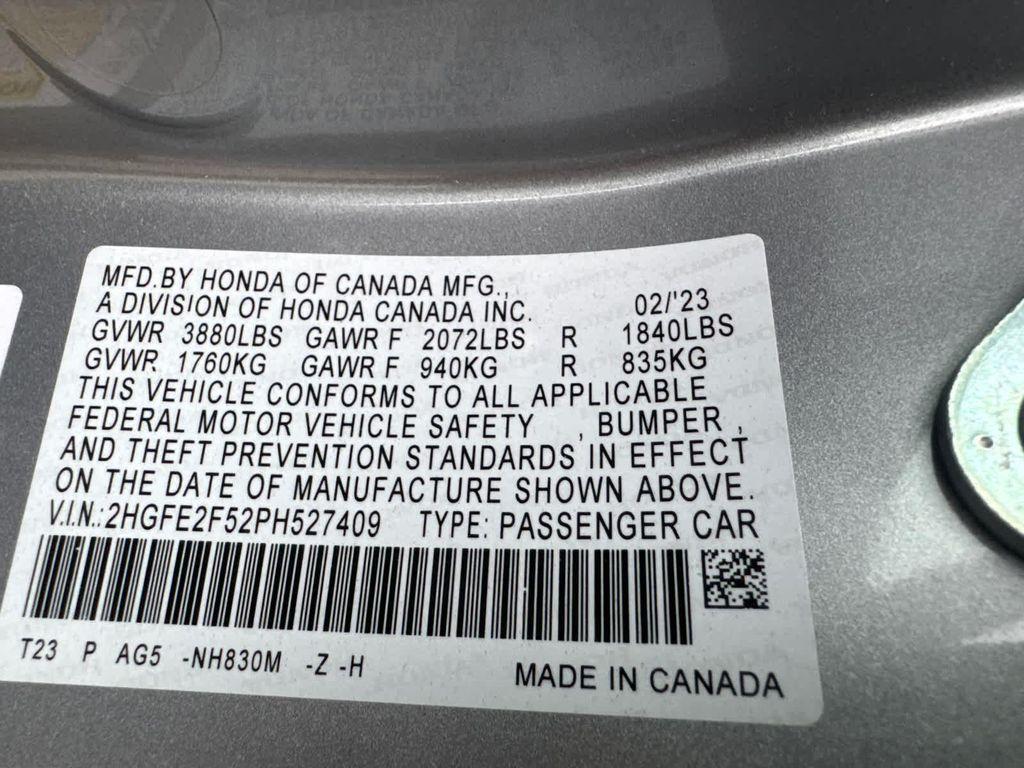 MFD.BY HONDA OF CANADA MFG.,
A DIVISION OF HONDA CANADA INC. 02/'23
GVWR 3880LBS GAWR F 2072LBS R 1840LBS
GVWR 1760KG GAWR F 940KG R 835KG
THIS VEHICLE CONFORMS TO ALL APPLICABLE
FEDERAL MOTOR VEHICLE SAFETY , BUMPER ,
AND THEFT PREVENTION STANDARDS IN EFFECT
ON THE DATE OF MANUFACTURE SHOWN ABOVE.
V.I.N.:2HGFE2F52PH527409 TYPE: PASSENGER CAR
T23 P AG5 -NH830M -Z -H
MADE IN CANADA